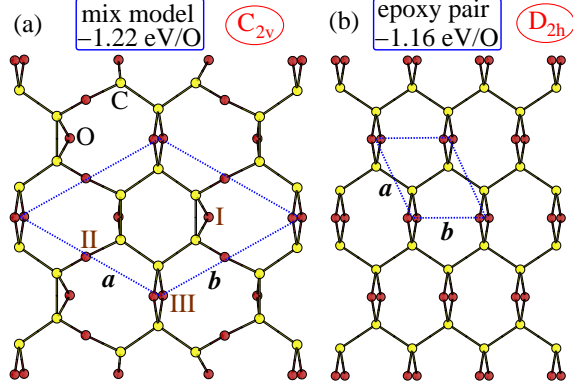 (a)
mix model
−1.22 eV/O
C2v
(b)
epoxy pair
−1.16 eV/O
D2h
C
O
I
II
a
b
III
a
b